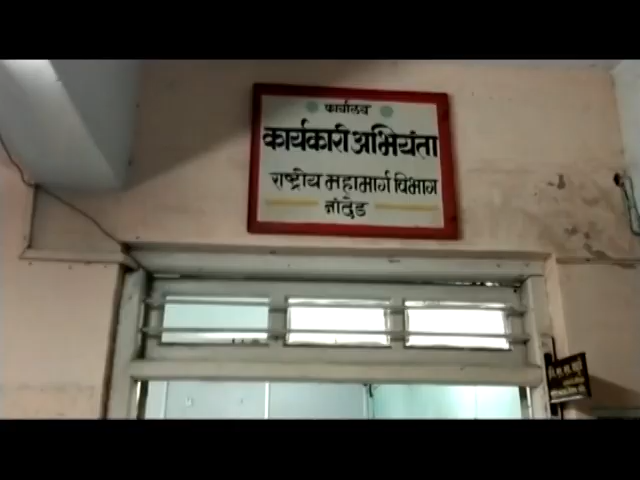 कार्यालय
कार्यकारी अभियंता
राष्ट्रीय महामार्ग विभाग
नांदेड